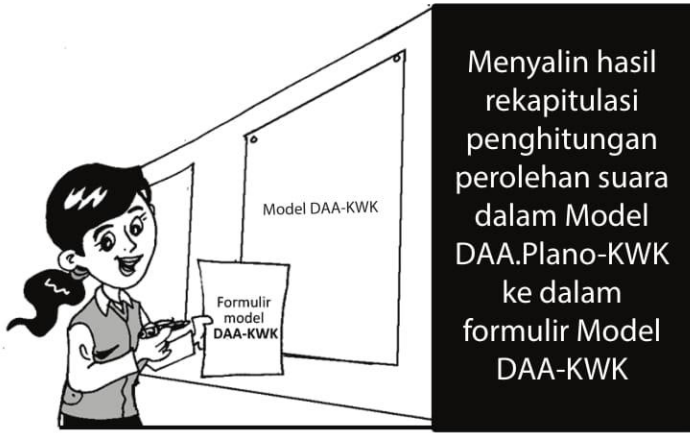 Model DAA-KWK
Formulir
model
DAA-KWK
Menyalin hasil
rekapitulasi
penghitungan
perolehan suara
dalam Model
DAA.Plano-KWK
ke dalam
formulir Model
DAA-KWK